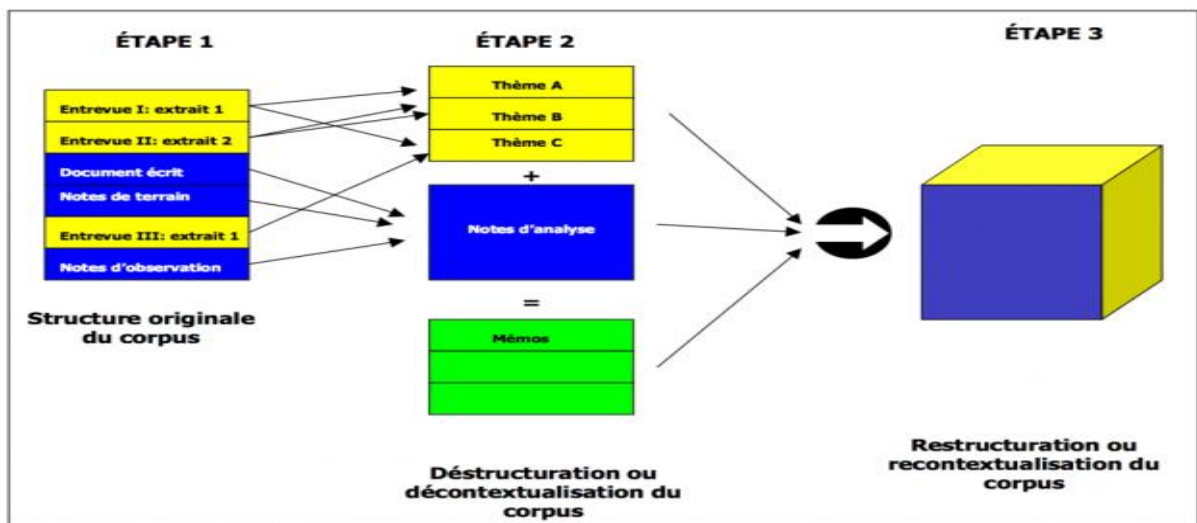 ÉTAPE 1
Entrevue I: extrait 1
Entrevue II: extrait 2
Document écrit
Notes de terrain
Entrevue III: extrait 1
Notes d'observation
Structure originale
du corpus
ÉTAPE 2
Thème A
Thème B
Thème C
+
Notes d'analyse
=
Mémos
Déstructuration ou
décontextualisation du
corpus
ÉTAPE 3
Restructuration ou
recontextualisation du
corpus